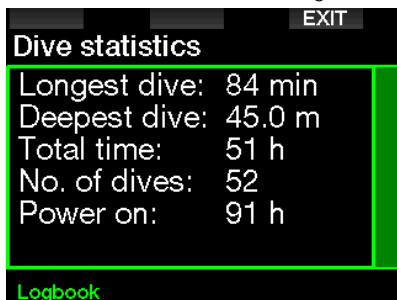 EXIT
Dive statistics
Longest dive: 84 min
Deepest dive: 45.0 m
Total time: 51 h
No. of dives: 52
Power on: 91 h
Logbook